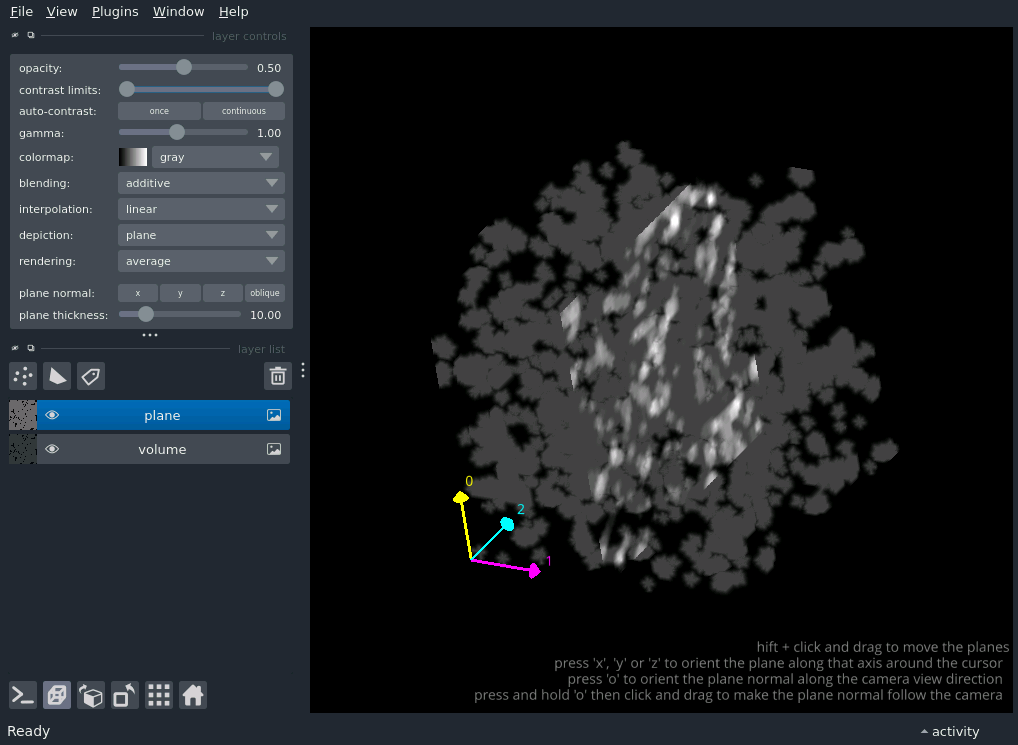 File View Plugins Window Help
layer controls
opacity: 0.50
contrast limits:
auto-contrast: once continuous
gamma: 1.00
colormap: gray
blending: additive
interpolation: linear
depiction: plane
rendering: average
plane normal: x y z oblique
plane thickness: 10.00
layer list
plane
volume
0
2
1
hift + click and drag to move the planes
press 'x', 'y' or 'z' to orient the plane along that axis around the cursor
press 'o' to orient the plane normal along the camera view direction
press and hold 'o' then click and drag to make the plane normal follow the camera
Ready
activity